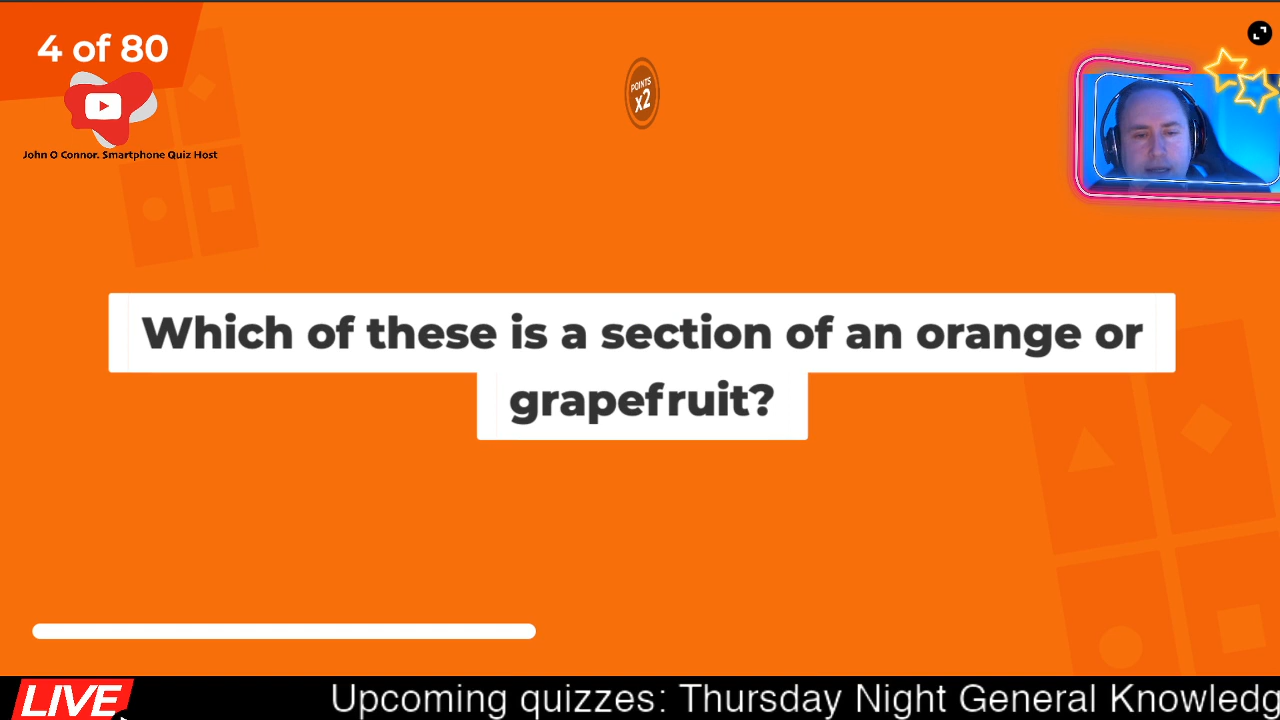 4 of 80
POINTS
x2
John O Connor. Smartphone Quiz Host
Which of these is a section of an orange or
grapefruit?
LIVE
Upcoming quizzes: Thursday Night General Knowledg